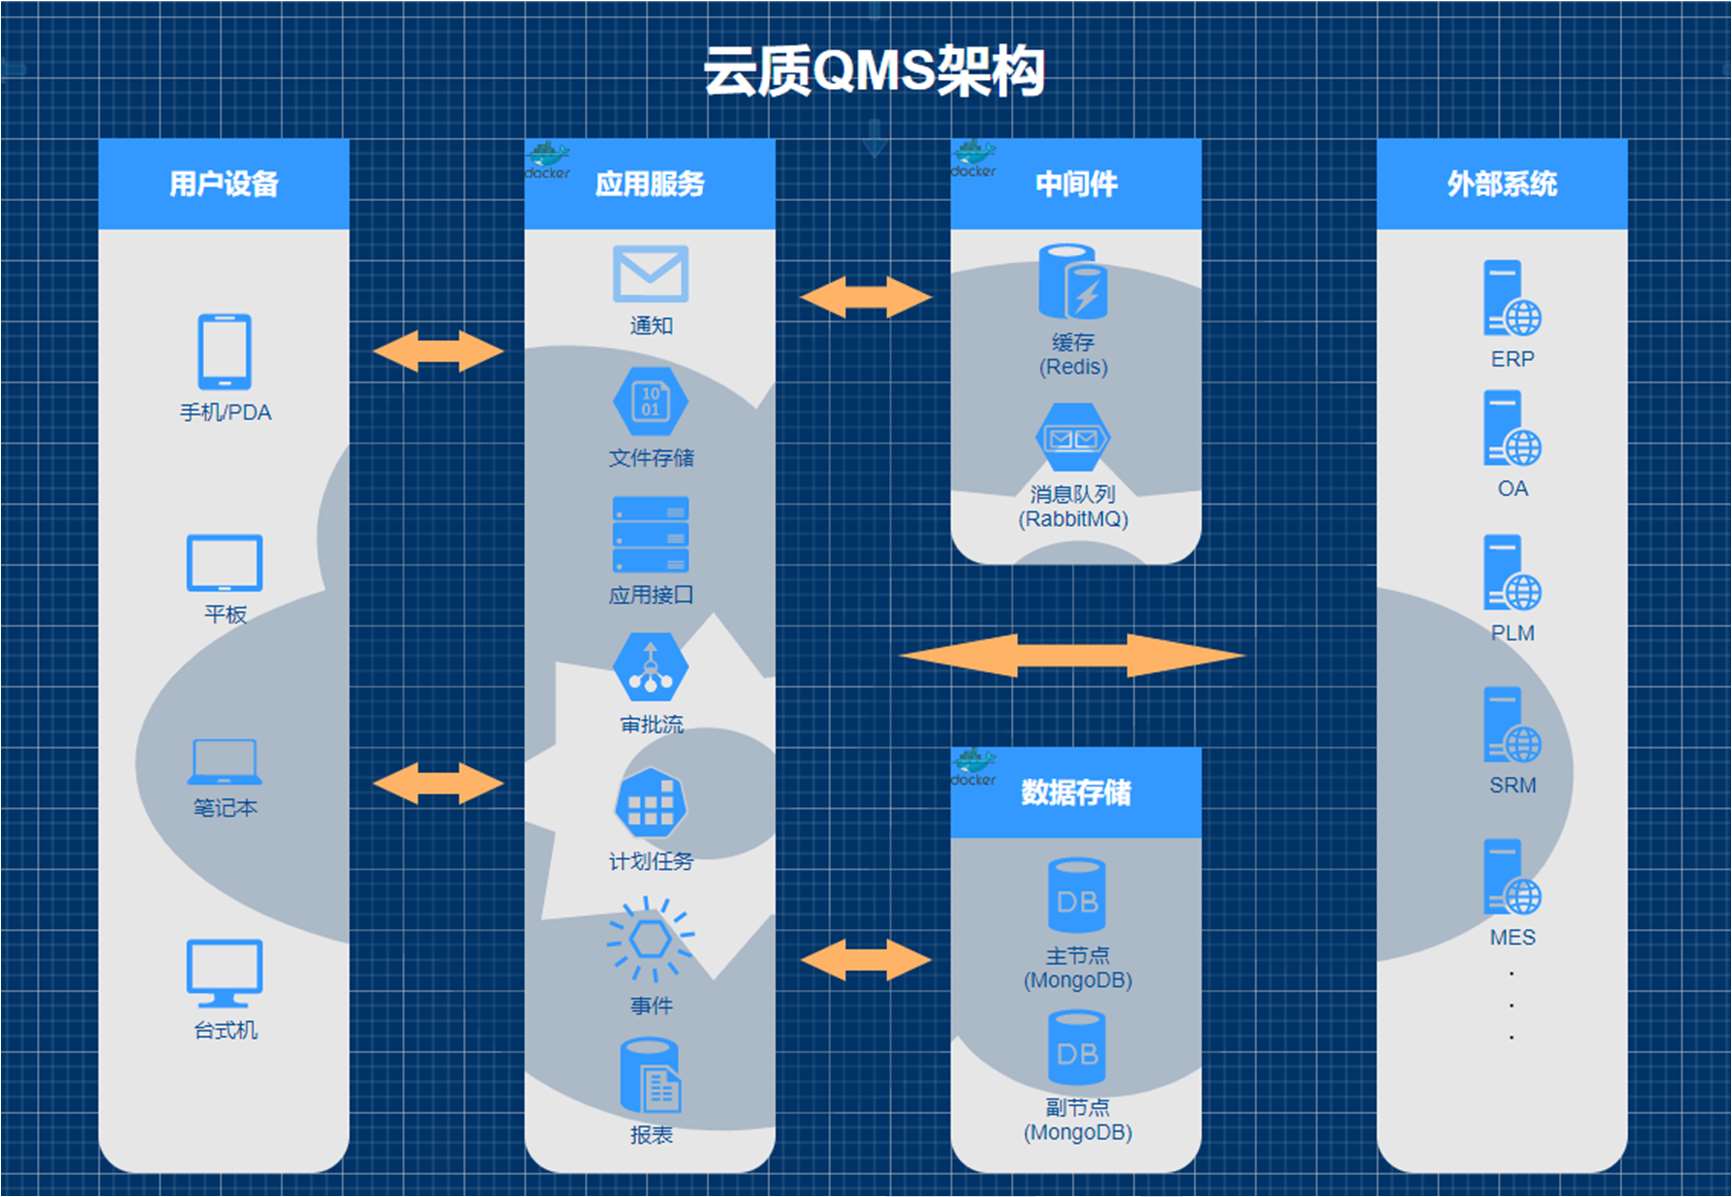 云质QMS架构
用户设备
手机/PDA
平板
笔记本
台式机
docker
应用服务
通知
10
01
文件存储
应用接口
审批流
计划任务
事件
报表
docker
中间件
缓存
(Redis)
消息队列
(RabbitMQ)
docker
数据存储
DB
主节点
(MongoDB)
DB
副节点
(MongoDB)
外部系统
ERP
OA
PLM
SRM
MES
.
.
.